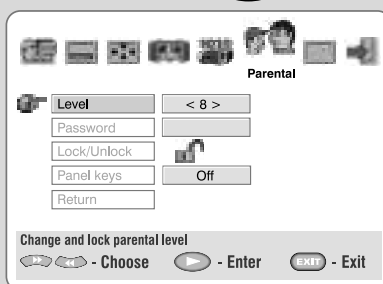 Parental
Level < 8 >
Password
Lock/Unlock
Panel keys Off
Return
Change and lock parental level
- Choose - Enter EXIT - Exit